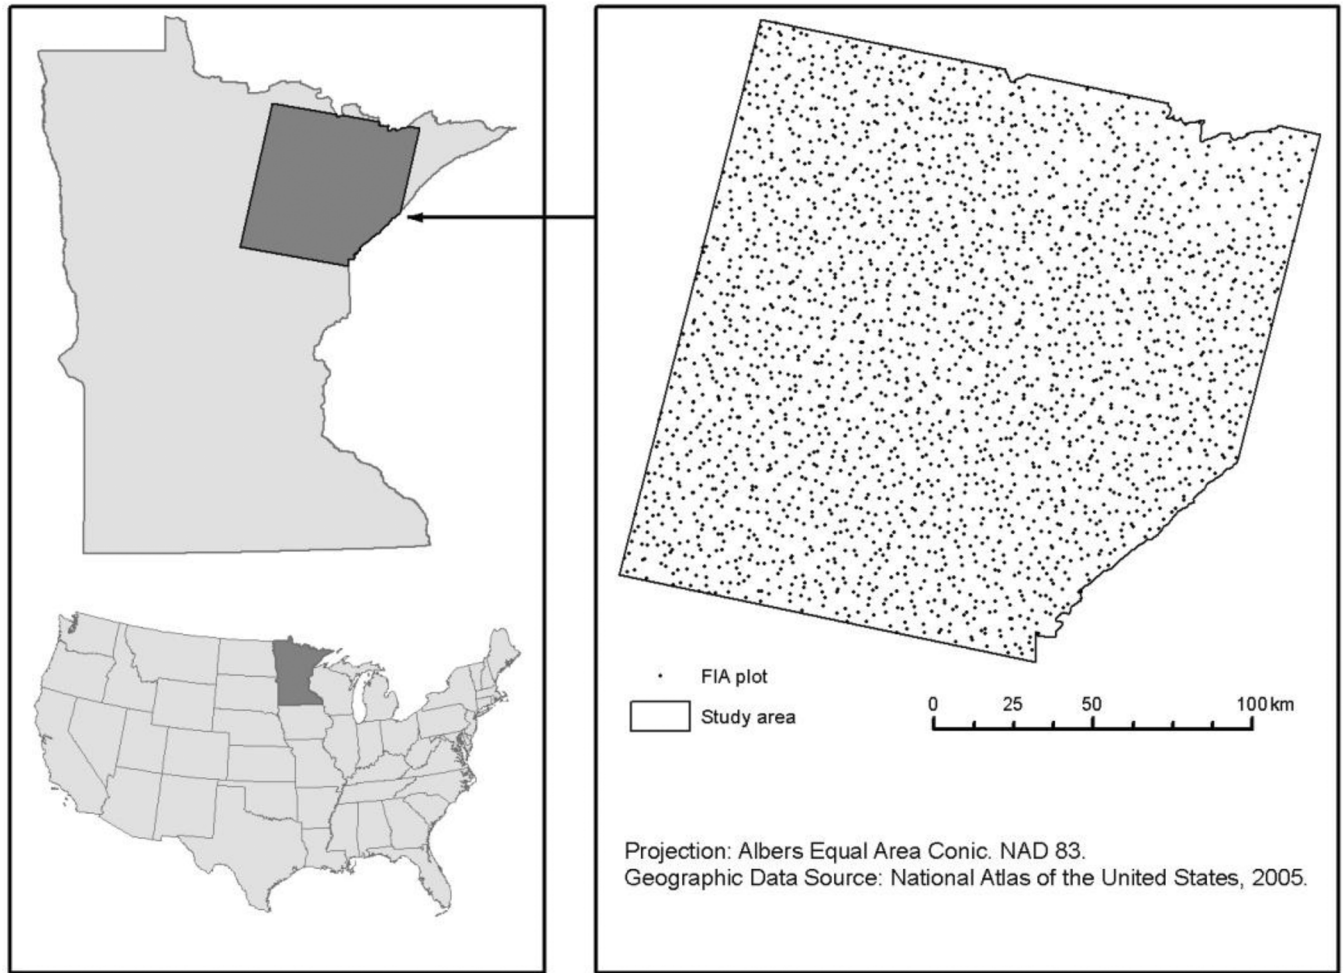 FIA plot
Study area
0 25 50 100 km
Projection: Albers Equal Area Conic. NAD 83.
Geographic Data Source: National Atlas of the United States, 2005.